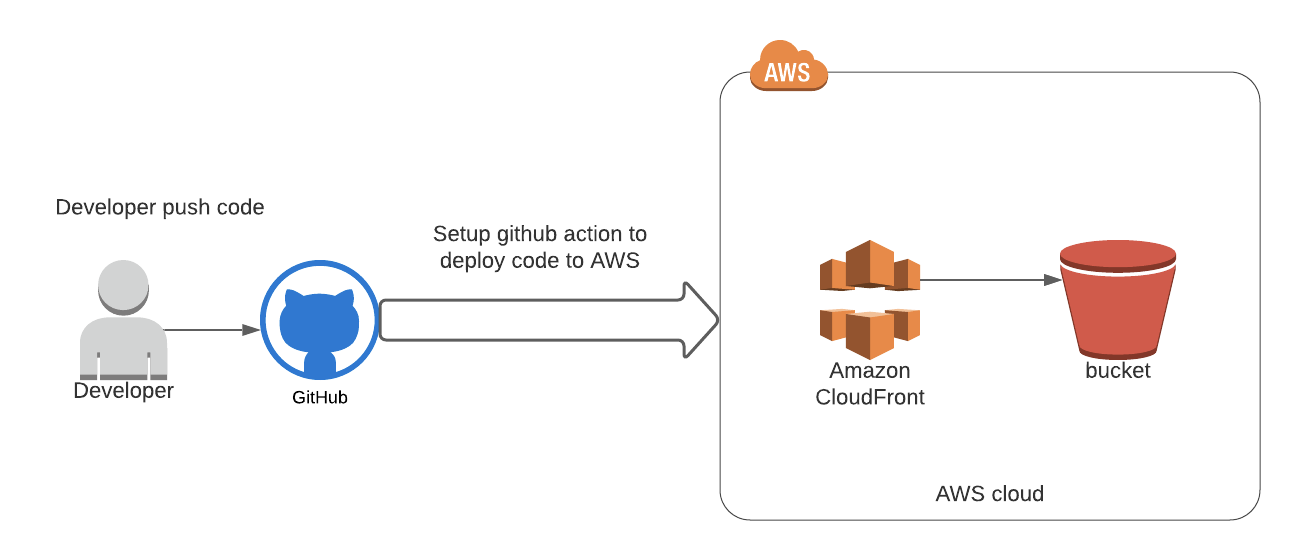 AWS
Developer push code
Setup github action to
deploy code to AWS
Developer
GitHub
Amazon
CloudFront
bucket
AWS cloud